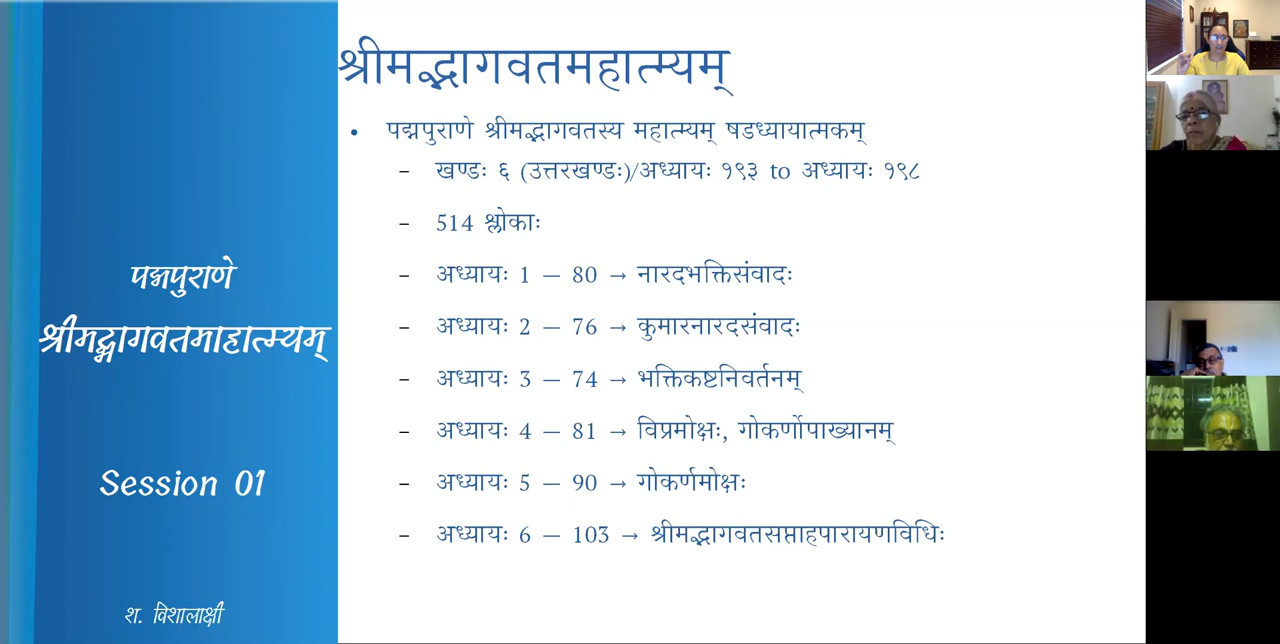 पद्मपुराणे
श्रीमद्भागवतमाहात्म्यम्
Session 01
श. विशालाक्षी
श्रीमद्भागवतमहात्म्यम्
• पद्मपुराणे श्रीमद्भागवतस्य महात्म्यम् षडध्यायात्मकम्
– खण्डः ६ (उत्तरखण्डः)/अध्यायः १९३ to अध्यायः १९८
– 514 श्लोकाः
– अध्यायः 1 – 80 → नारदभक्तिसंवादः
– अध्यायः 2 – 76 → कुमारनारदसंवादः
– अध्यायः 3 – 74 → भक्तिकष्टनिवर्तनम्
– अध्यायः 4 – 81 → विप्रमोक्षः, गोकर्णोपाख्यानम्
– अध्यायः 5 – 90 → गोकर्णमोक्षः
– अध्यायः 6 – 103 → श्रीमद्भागवतसप्ताहपारायणविधिः